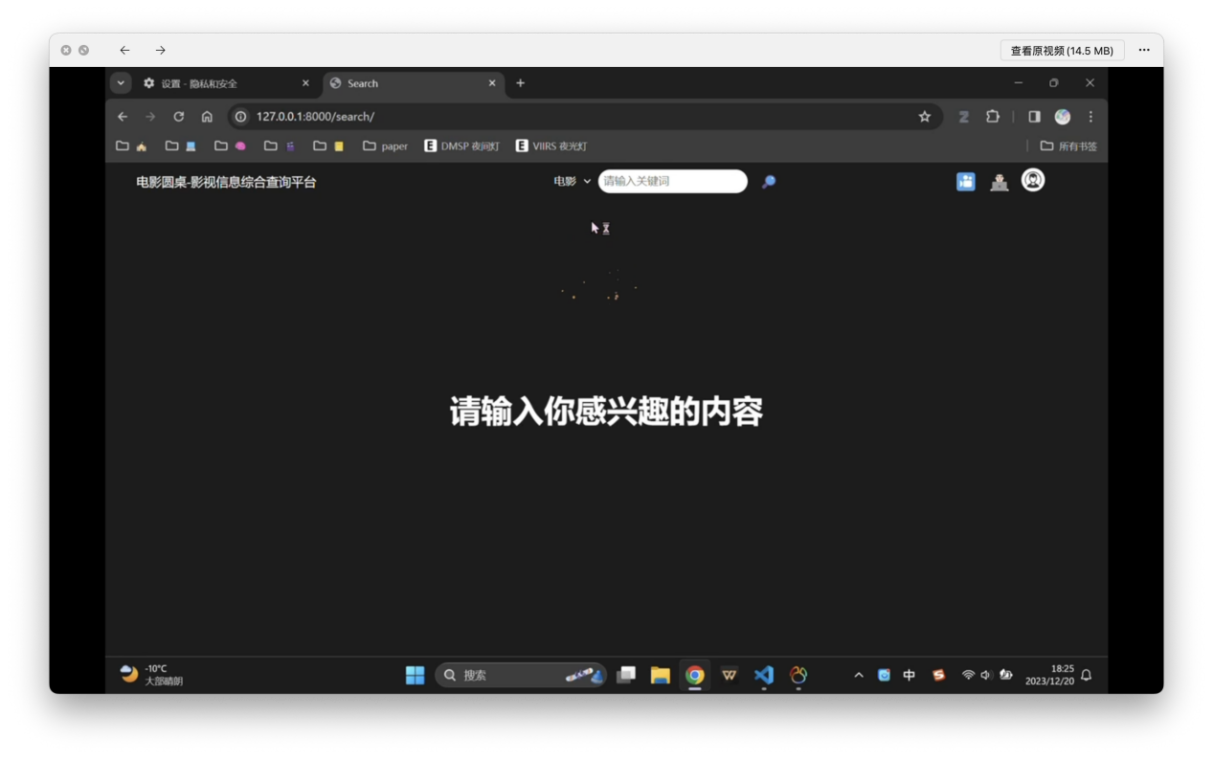 查看原视频 (14.5 MB)
设置 - 隐私和安全
Search
127.0.0.1:8000/search/
paper
DMSP 夜间灯
VIIRS 夜光灯
所有书签
电影圆桌-影视信息综合查询平台
电影
请输入关键词
请输入你感兴趣的内容
-10°C
大部晴朗
搜索
中
18:25
2023/12/20